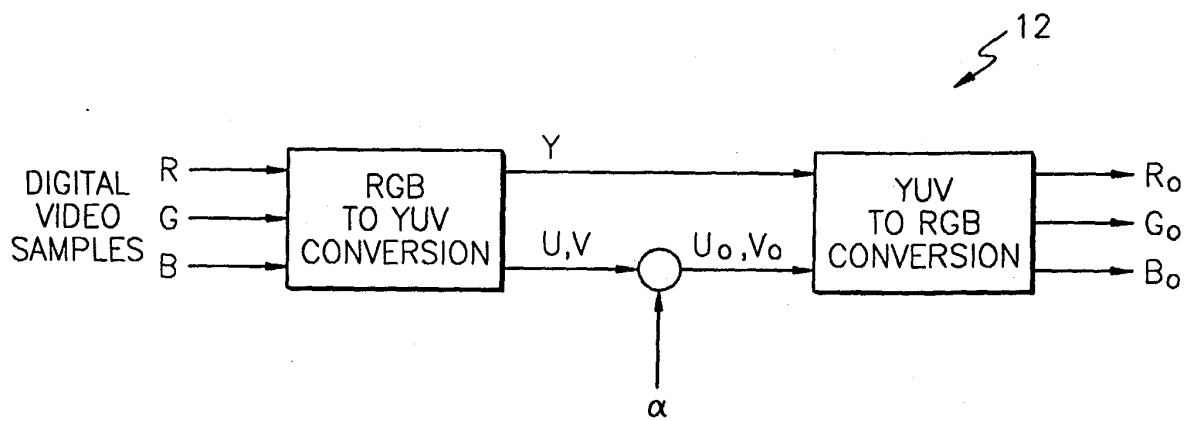 12
DIGITAL
VIDEO
SAMPLES
R
G
B
RGB
TO YUV
CONVERSION
Y
U,V
α
Uo,Vo
YUV
TO RGB
CONVERSION
Ro
Go
Bo